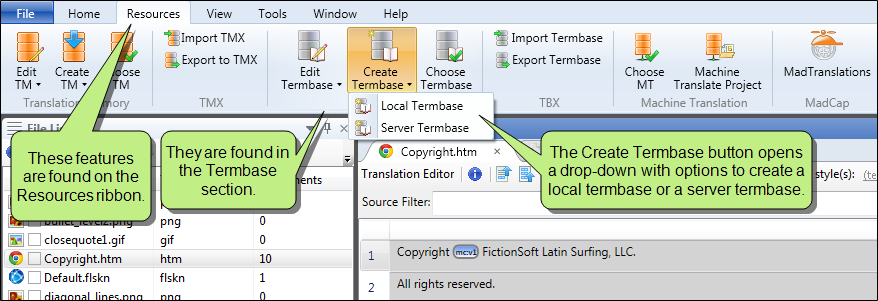 File Home Resources View Tools Window Help
Import TMX
Export to TMX
Import Termbase
Export Termbase
Edit TM
Create TM
Choose TM
Edit Termbase
Create Termbase
Choose Termbase
Choose MT
Machine Translate Project
MadTranslations
Translation Memory TMX TBX Machine Translation MadCap
Local Termbase
Server Termbase
File Li
These features
are found on the
Resources ribbon.
They are found in
the Termbase
section.
The Create Termbase button opens
a drop-down with options to create a
local termbase or a server termbase.
Copyright.htm
Translation Editor
style(s):
Source Filter:
bullet_level2.png png 0
closequote1.gif gif 0
Copyright.htm htm 10
Default.flskn flskn 1
diagonal_lines.png png 0
1 Copyright mc:v1 FictionSoft Latin Surfing, LLC.
2 All rights reserved.